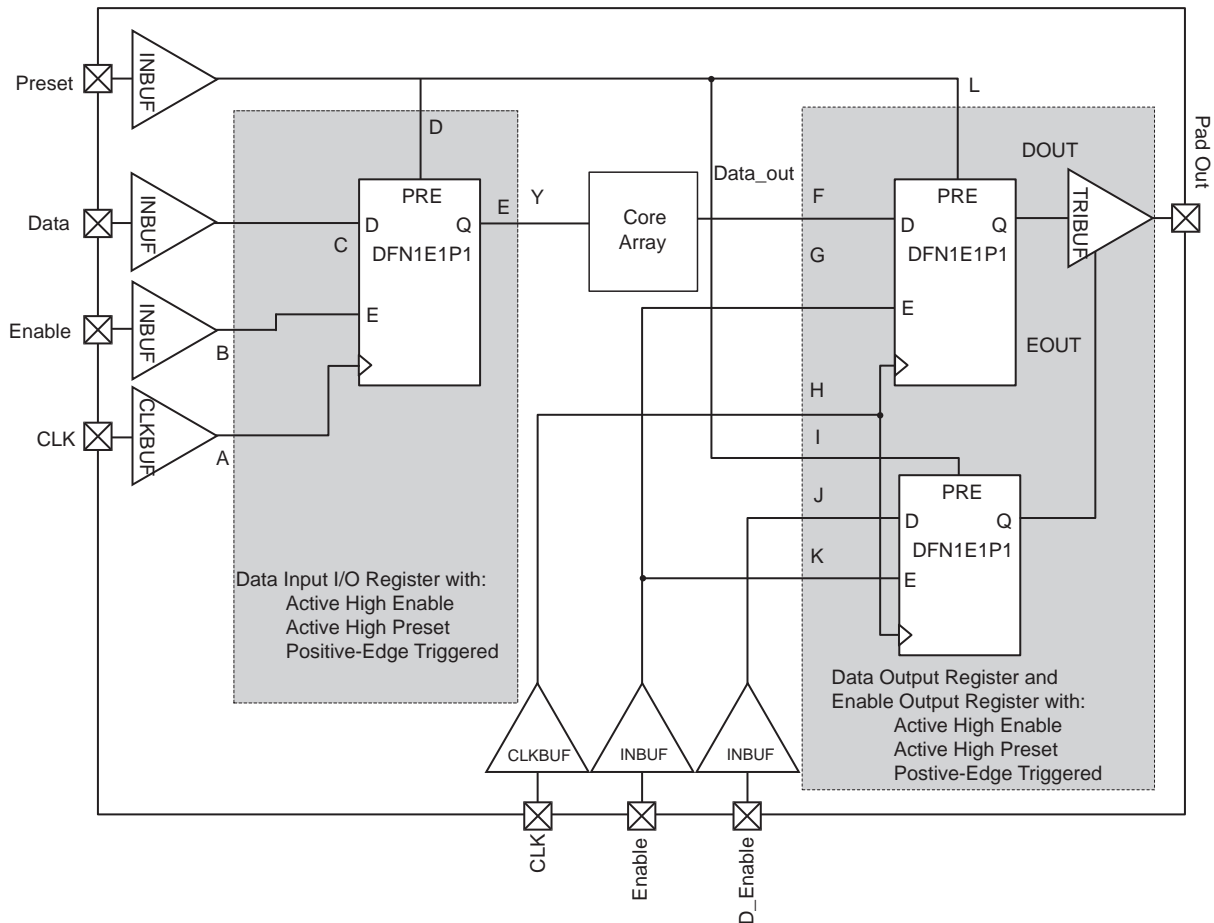 Preset
INBUF
L
D
Pad Out
DOUT
Data_out
PRE
PRE
TRIBUF
Data
INBUF
E
Y
Core
Array
F
D
Q
C
DFN1E1P1
D
Q
DFN1E1P1
G
Enable
INBUF
E
B
E
EOUT
CLK
CLKBUF
A
H
I
PRE
J
D
Q
DFN1E1P1
K
E
Data Input I/O Register with:
Active High Enable
Active High Preset
Positive-Edge Triggered
Data Output Register and
Enable Output Register with:
Active High Enable
Active High Preset
Postive-Edge Triggered
CLKBUF
INBUF
INBUF
CLK
Enable
D_Enable